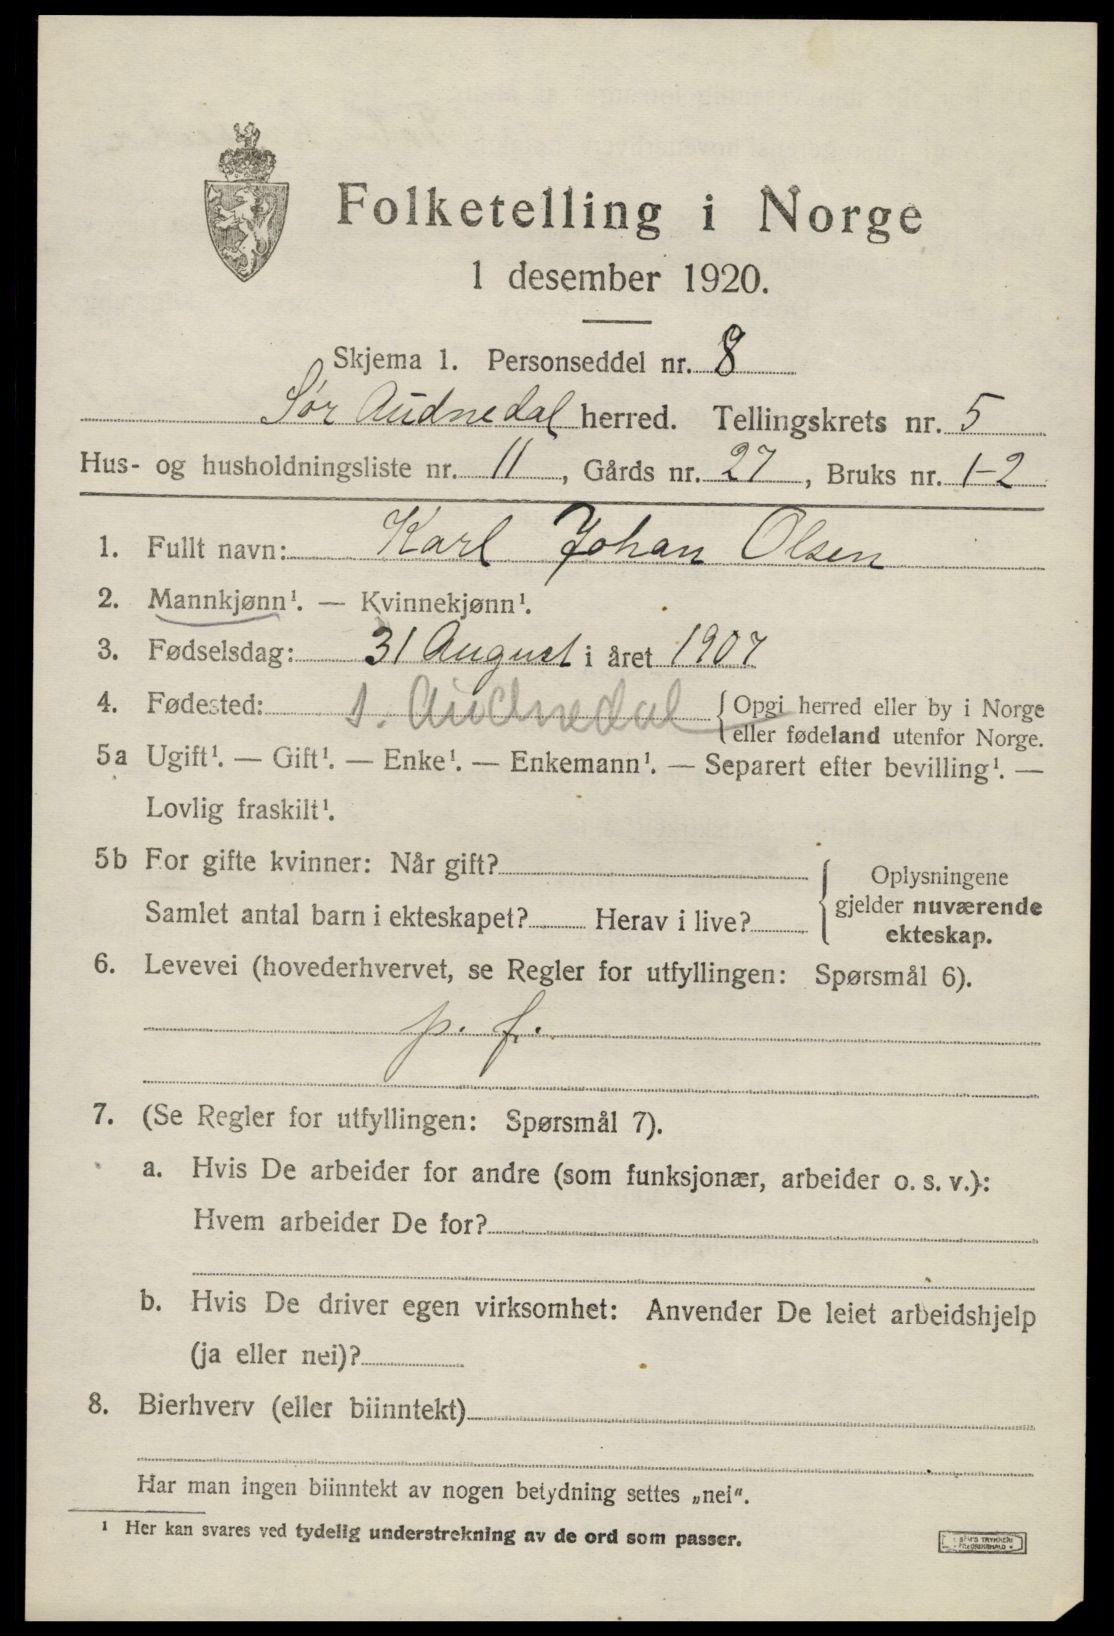 Folketelling i Norge
1 desember 1920.
Skjema 1. Personseddel nr. 8
Sør Audnedal herred. Tellingskrets nr. 5
Hus- og husholdningsliste nr. 11, Gårds nr. 27, Bruks nr. 1-2
1. Fullt navn: Karl Johan Olsen
2. Mannkjønn¹. — Kvinnekjønn¹.
3. Fødselsdag: 31 August i året 1907
4. Fødested: s. Audnedal {Opgi herred eller by i Norge
eller fødeland utenfor Norge.
5a Ugift¹. — Gift¹. — Enke¹. — Enkemann¹. — Separert efter bevilling¹. —
Lovlig fraskilt¹.
5b For gifte kvinner: Når gift?
Samlet antal barn i ekteskapet? Herav i live?
Oplysningene
gjelder nuværende
ekteskap.
6. Levevei (hovederhvervet, se Regler for utfyllingen: Spørsmål 6).
p. f.
7. (Se Regler for utfyllingen: Spørsmål 7).
a. Hvis De arbeider for andre (som funksjonær, arbeider o. s. v.):
Hvem arbeider De for?
b. Hvis De driver egen virksomhet: Anvender De leiet arbeidshjelp
(ja eller nei)?
8. Bierhverv (eller biinntekt)
Har man ingen biinntekt av nogen betydning settes „nei“.
¹ Her kan svares ved tydelig understrekning av de ord som passer.
TRYKKERI
FREDRIKSHALD